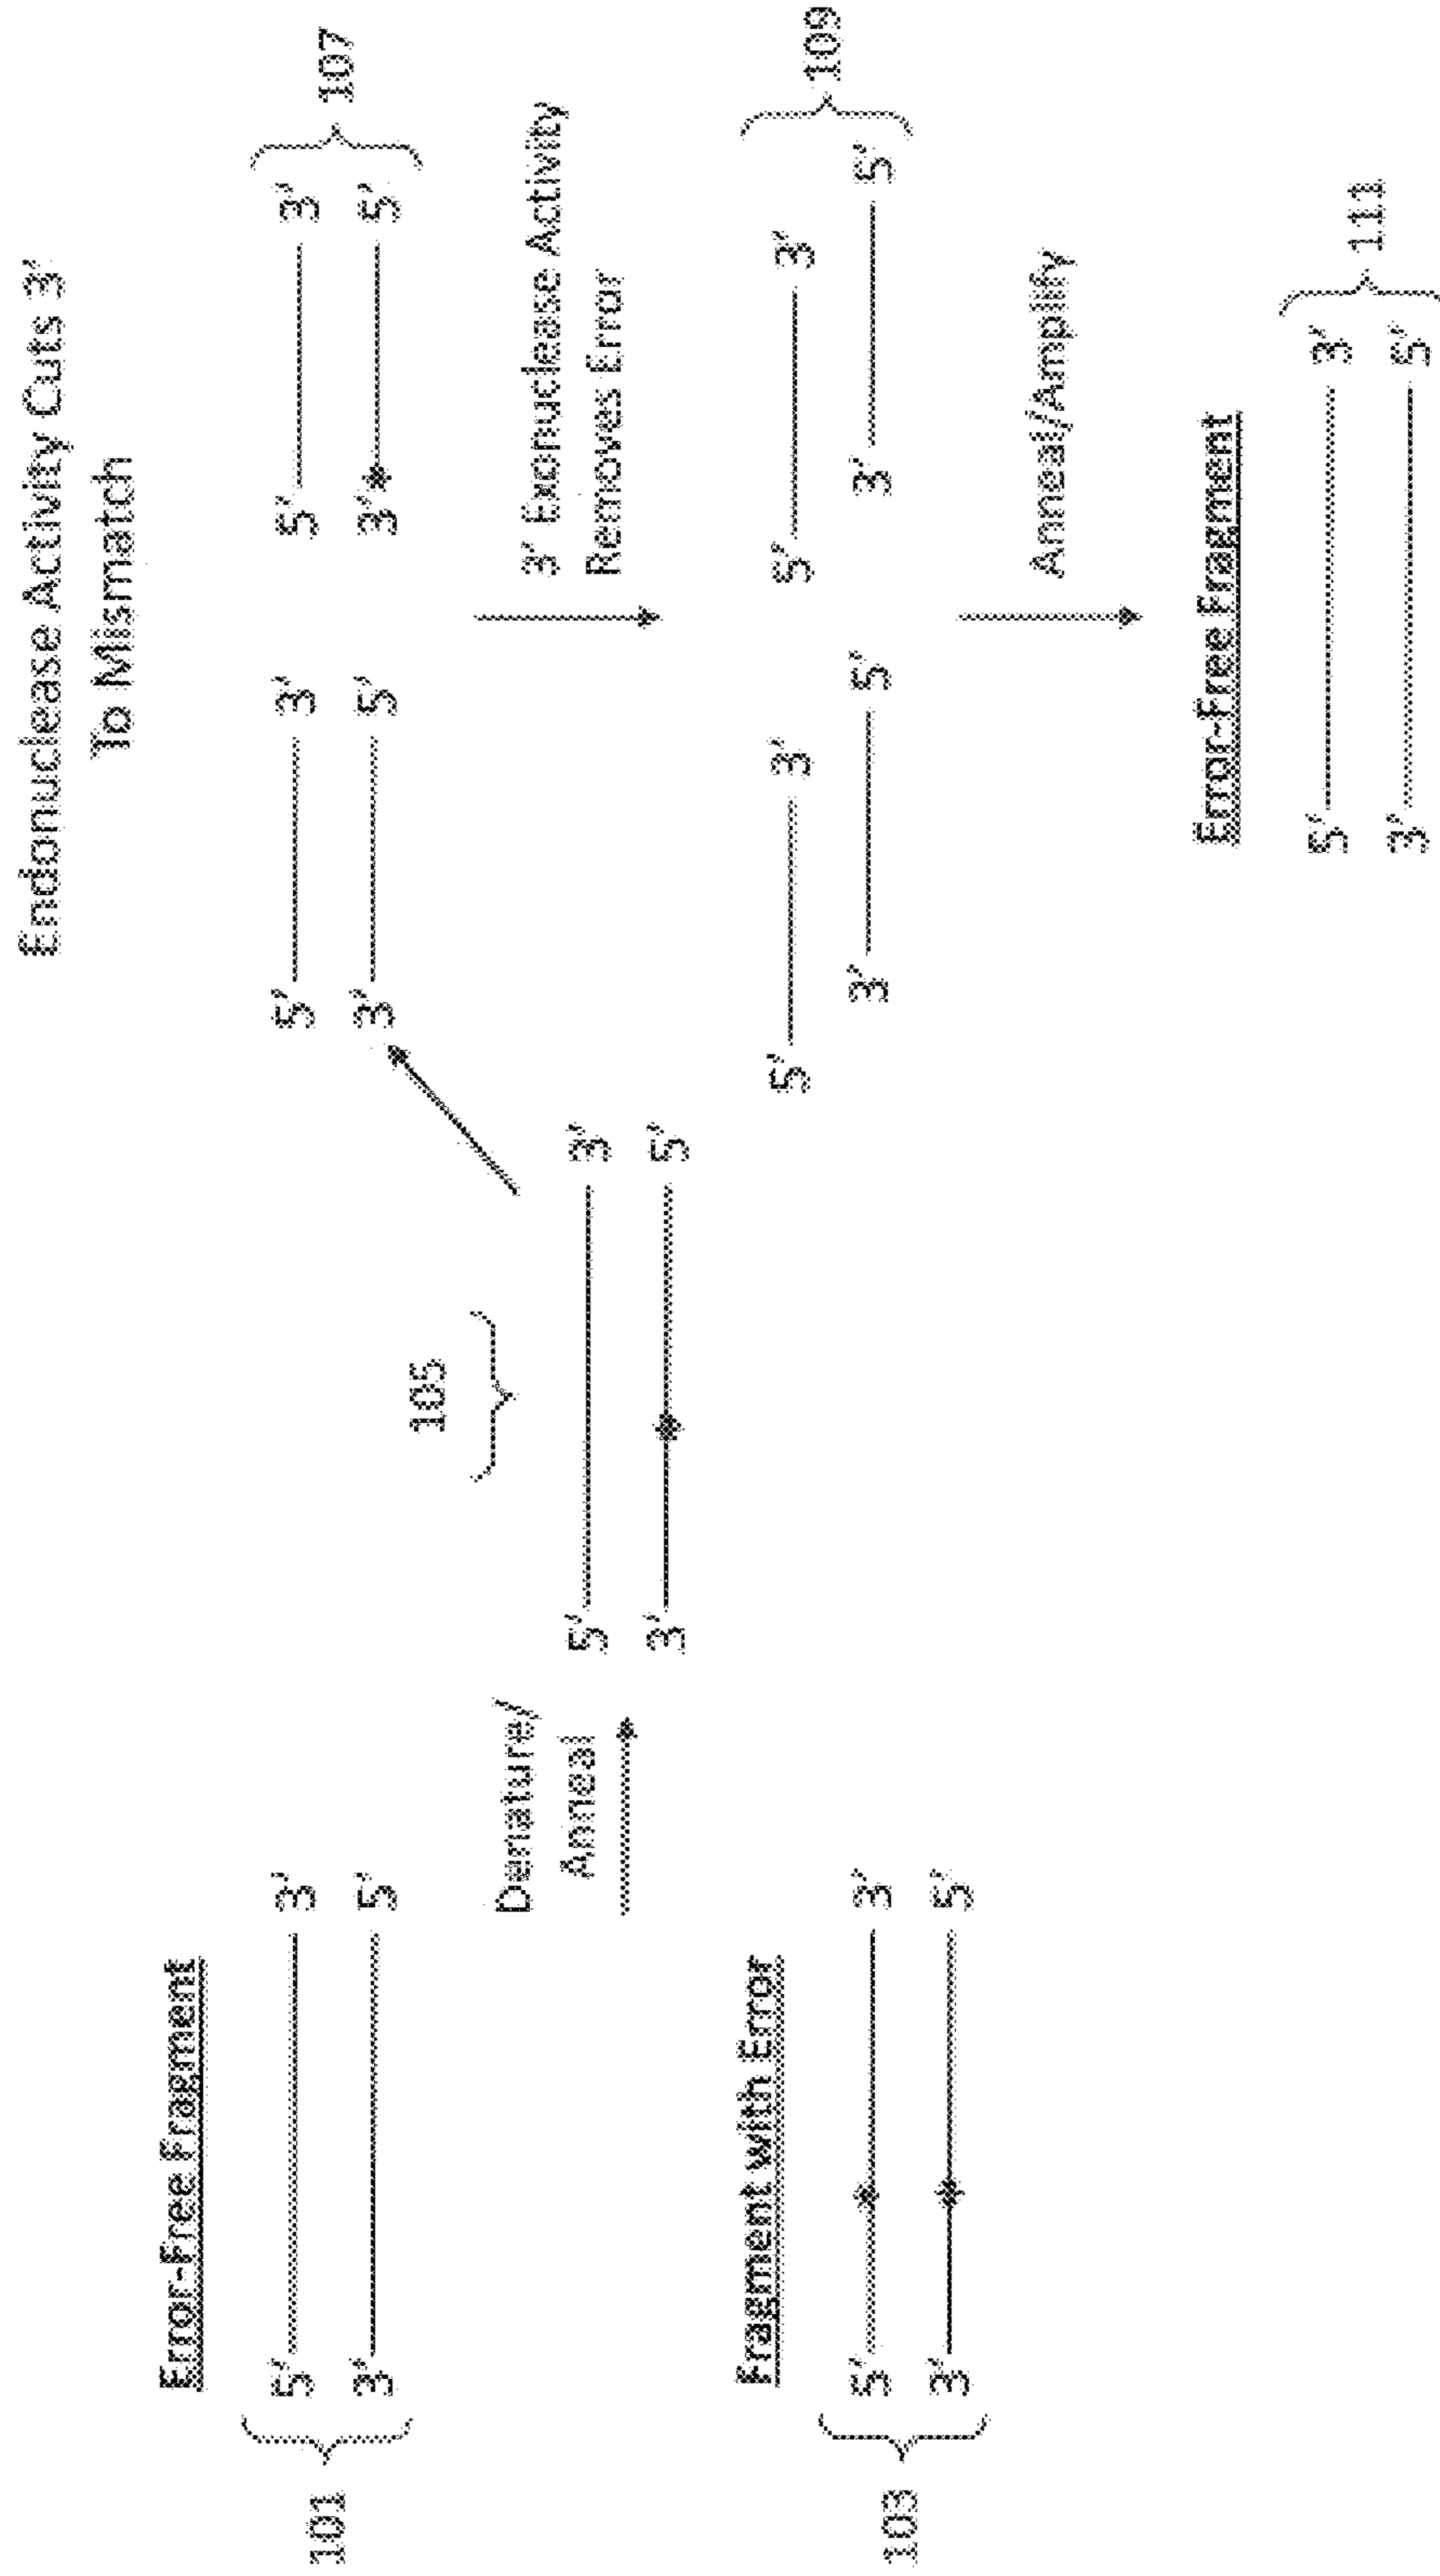 Error-Free Fragment
101
5' 3'
3' 5'
Fragment with Error
103
5' 3'
3' 5'
Denature/
Anneal
105
5' 3'
3' 5'
Endonuclease Activity Cuts 3'
To Mismatch
5' 3' 5' 3'
3' 5' 3' 5'
107
3' Exonuclease Activity
Removes Error
5' 3' 5' 3'
3' 5' 3' 5'
109
Anneal/Amplify
Error-Free Fragment
5' 3'
3' 5'
111